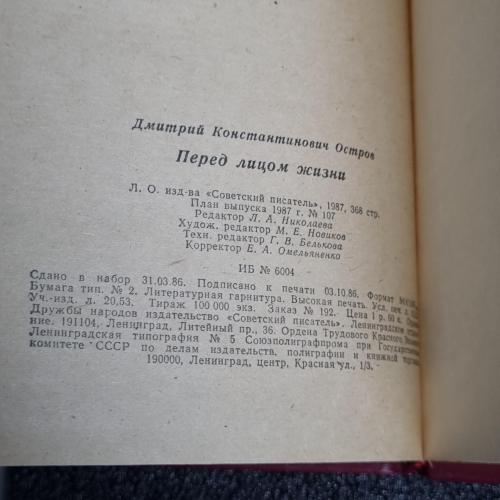 Дмитрий Константинович Остров
Перед лицом жизни
Л. О. изд-ва «Советский писатель», 1987, 368 стр.
План выпуска 1987 г. № 107
Редактор Л. А. Николаева
Худож. редактор М. Е. Новиков
Техн. редактор Г. В. Белькова
Корректор Е. А. Омельяненко
ИБ № 6004
Сдано в набор 31.03.86. Подписано к печати 03.10.86. Формат
Бумага тип. № 2. Литературная гарнитура. Высокая печать. Усл. печ. л.
Уч.-изд. л. 20,53. Тираж 100 000 экз. Заказ № 192. Цена 1 р. 60 к.
Дружбы народов издательство «Советский писатель». Ленинградское
ние. 191104, Ленинград, Литейный пр., 36. Ордена Трудового Красного
Ленинградская типография № 5 Союзполиграфпрома при
комитете СССР по делам издательств, полиграфии и книжной
190000, Ленинград, центр, Красная ул., 1/3.